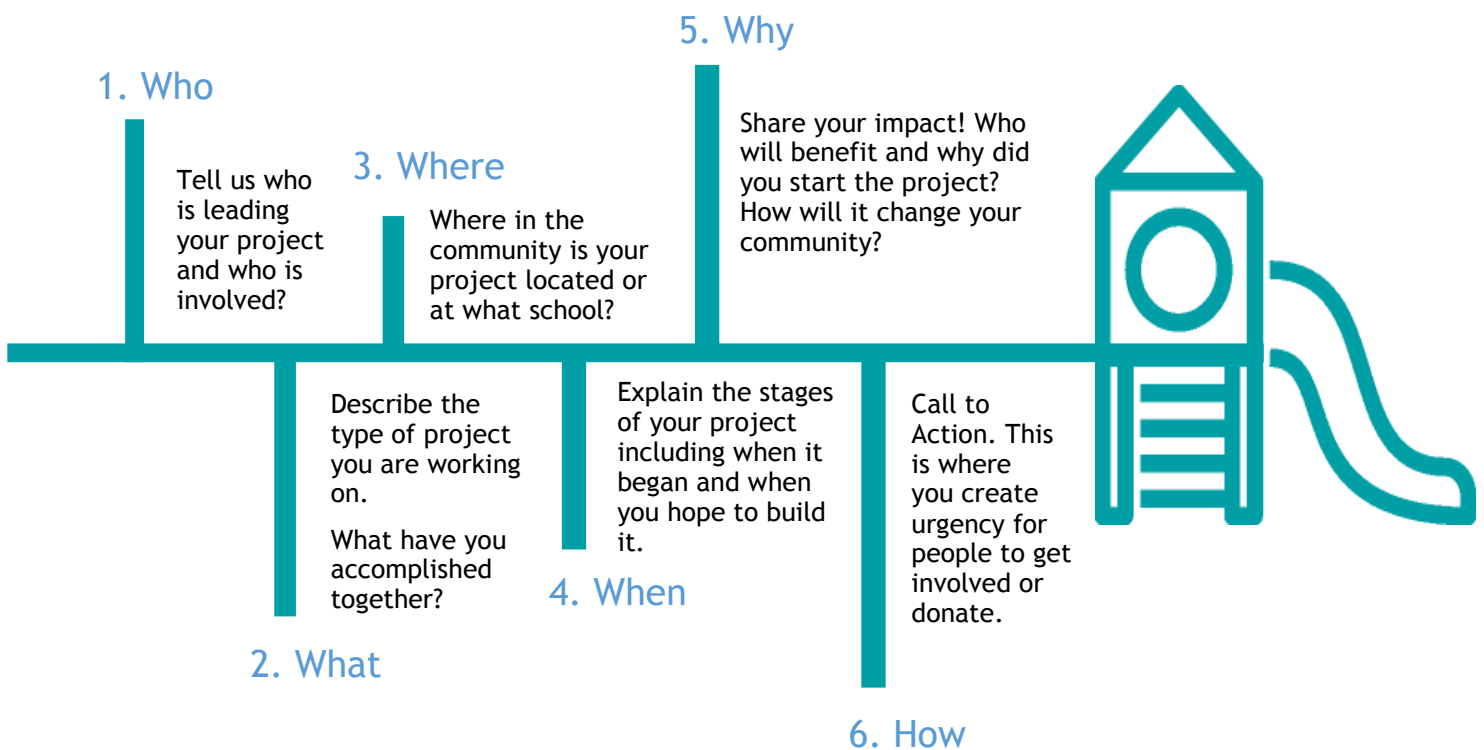 1. Who
Tell us who
is leading
your project
and who is
involved?
2. What
Describe the
type of project
you are working
on.
What have you
accomplished
together?
3. Where
Where in the
community is your
project located or
at what school?
4. When
Explain the stages
of your project
including when it
began and when
you hope to build
it.
5. Why
Share your impact! Who
will benefit and why did
you start the project?
How will it change your
community?
6. How
Call to
Action. This
is where
you create
urgency for
people to get
involved or
donate.